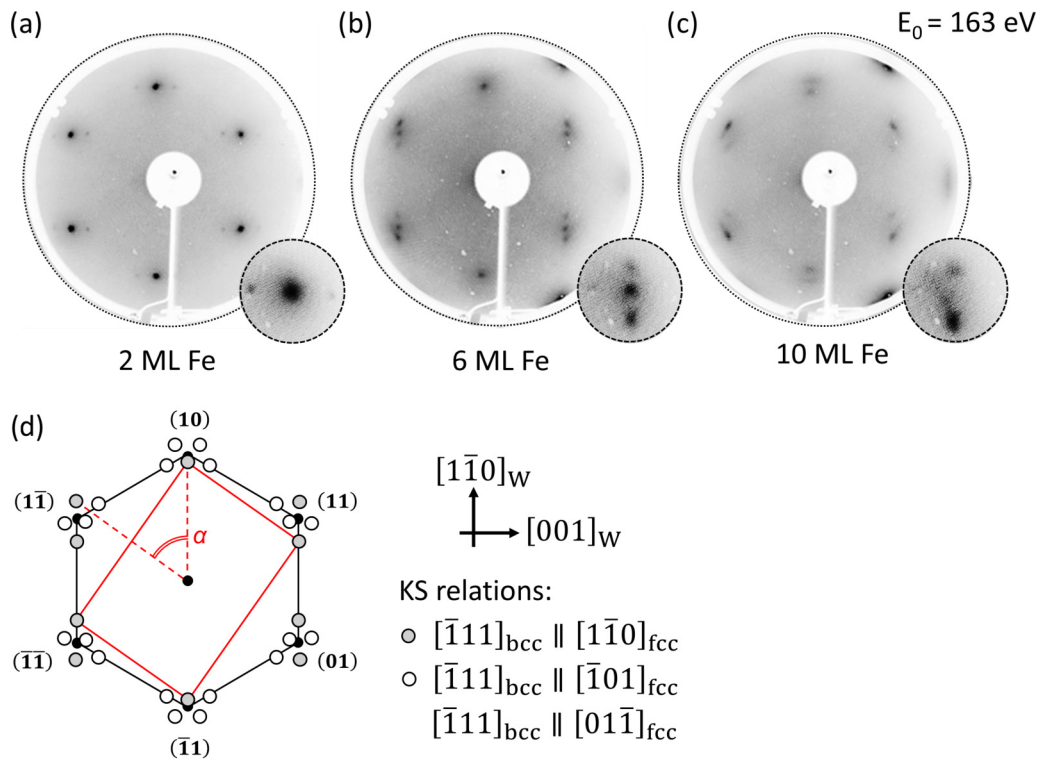 (a)
(b)
(c)
E₀ = 163 eV
2 ML Fe
6 ML Fe
10 ML Fe
(d)
(10)
(11̅)
(11)
α
(1̅1̅)
(01)
(1̅1)
[11̅0]W
[001]W
KS relations:
[1̅11]bcc ∥ [11̅0]fcc
[1̅11]bcc ∥ [1̅01]fcc
[1̅11]bcc ∥ [011̅]fcc